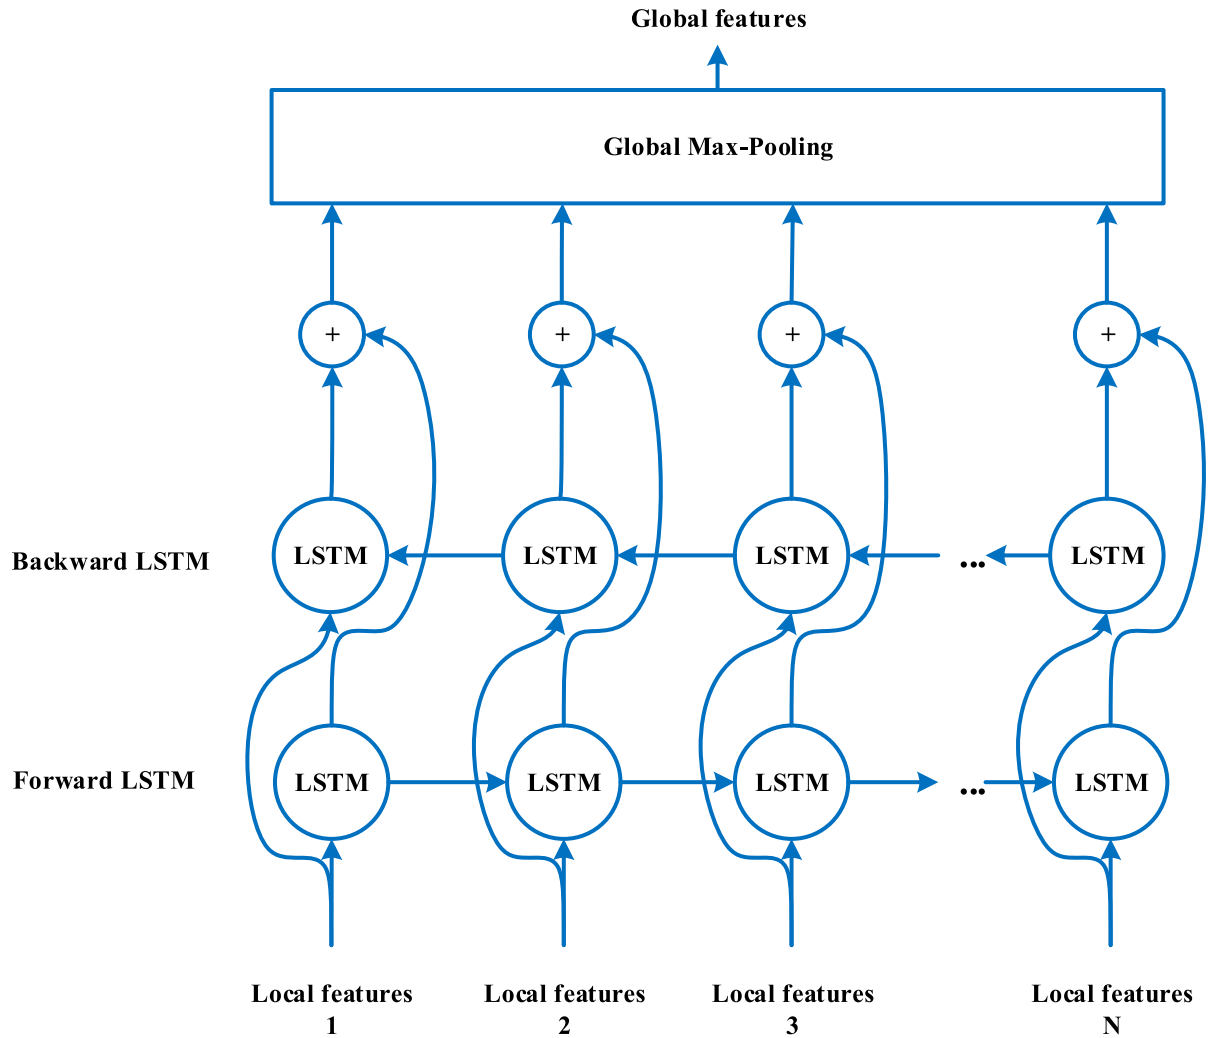 Global features
Global Max-Pooling
+ + + +
Backward LSTM LSTM LSTM LSTM ... LSTM
Forward LSTM LSTM LSTM LSTM ... LSTM
Local features Local features Local features Local features
1 2 3 N